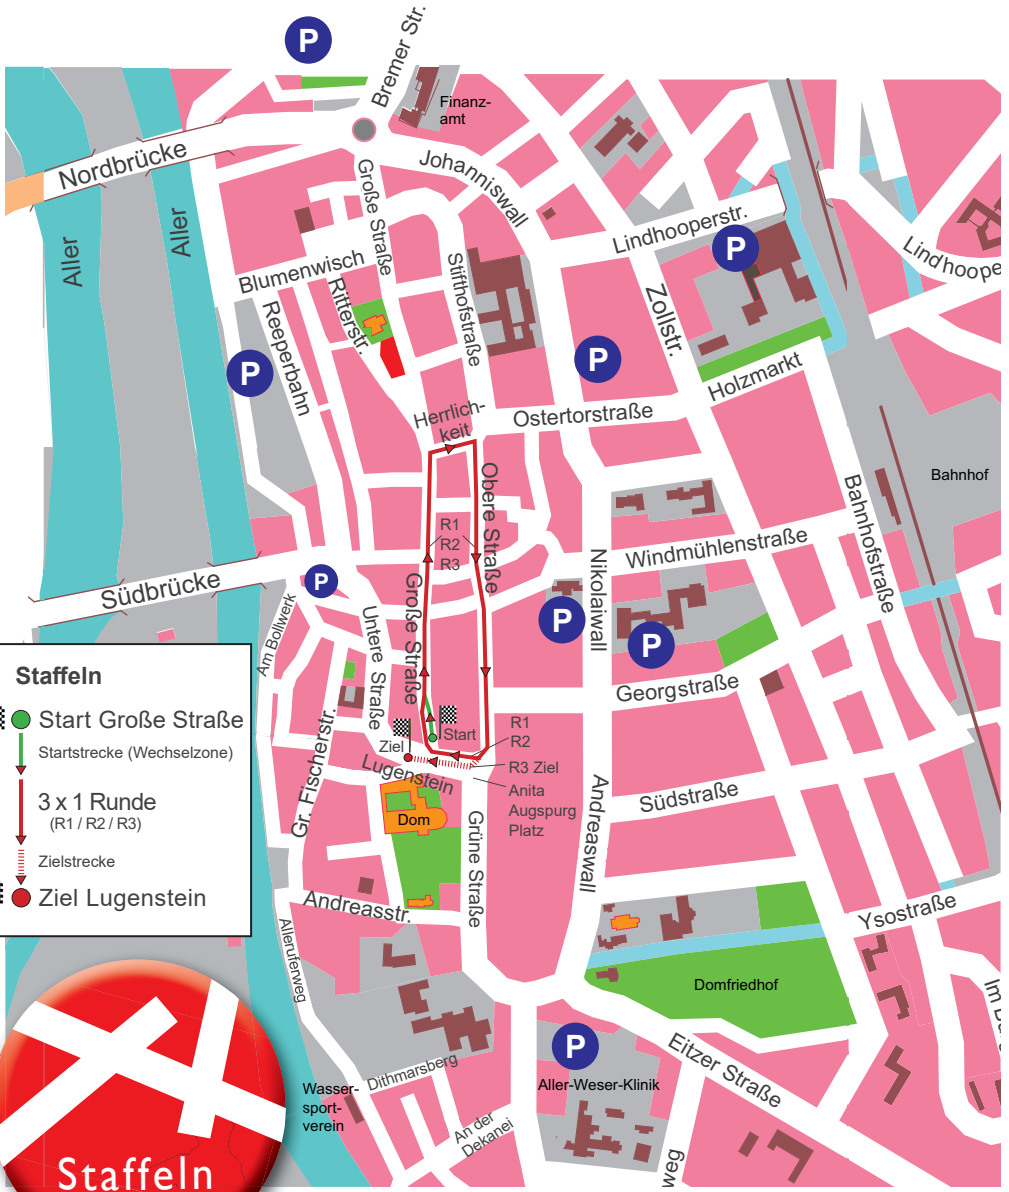 P
Bremer Str.
Finanz-
amt
Nordbrücke
Johanniswall
Große Straße
Aller
Aller
Lindhooperstr.
P
Lindhoope
Blumenwisch
Ritterstr.
Stifthofstraße
Zollstr.
Reeperbahn
P
P
Holzmarkt
Herrlich-
keit
Ostertorstraße
Obere Straße
Bahnhofstraße
Bahnhof
R1
R2
R3
Windmühlenstraße
Nikolaiwall
Südbrücke
P
Am Bollwerk
Untere Straße
Große Straße
P
P
Georgstraße
Staffeln
Start Große Straße
Startstrecke (Wechselzone)
3 x 1 Runde
(R1 / R2 / R3)
Zielstrecke
Ziel Lugenstein
Gr. Fischerstr.
Ziel
Start
R1
R2
R3 Ziel
Anita
Augspurg
Platz
Lugenstein
Dom
Grüne Straße
Andreaswall
Südstraße
Andreasstr.
Ysostraße
Alleruferweg
Domfriedhof
P
Eitzer Straße
Aller-Weser-Klinik
Dithmarsberg
Wasser-
sport-
verein
An der
Dekanei
weg
Staffeln